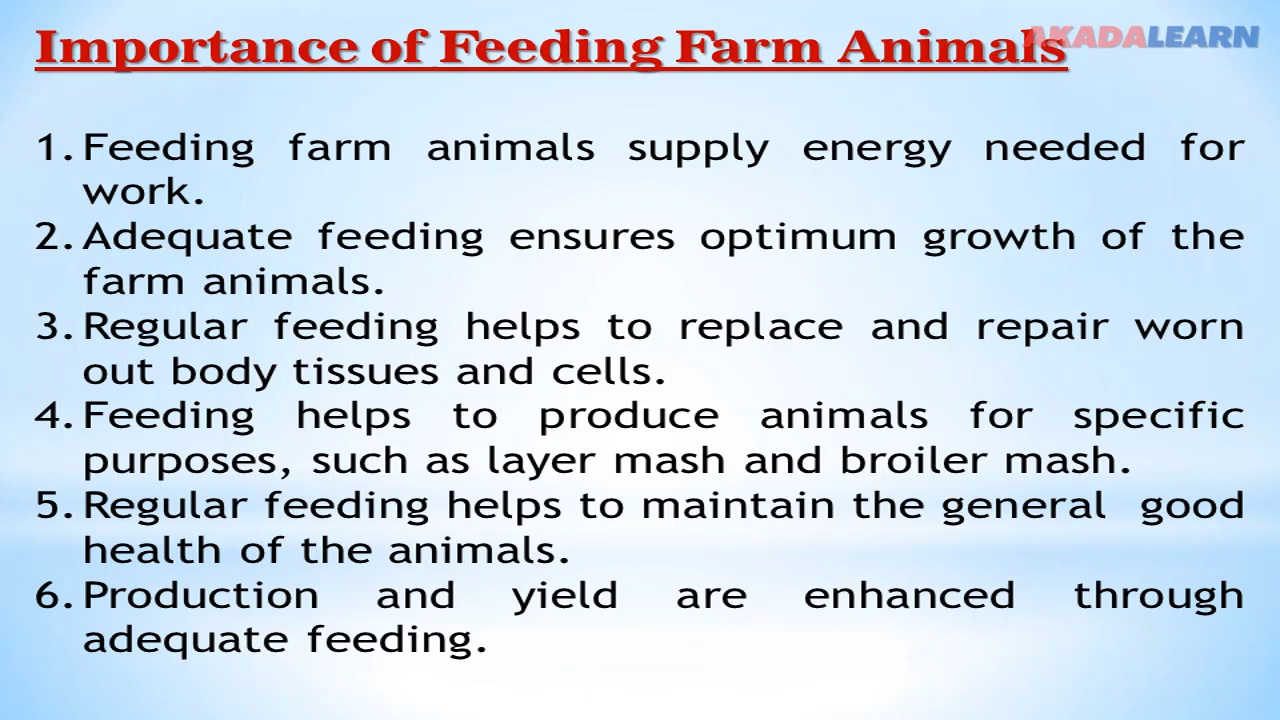 Importance of Feeding Farm Animals
AKADALEARN
1. Feeding farm animals supply energy needed for
work.
2. Adequate feeding ensures optimum growth of the
farm animals.
3. Regular feeding helps to replace and repair worn
out body tissues and cells.
4. Feeding helps to produce animals for specific
purposes, such as layer mash and broiler mash.
5. Regular feeding helps to maintain the general good
health of the animals.
6. Production and yield are enhanced through
adequate feeding.